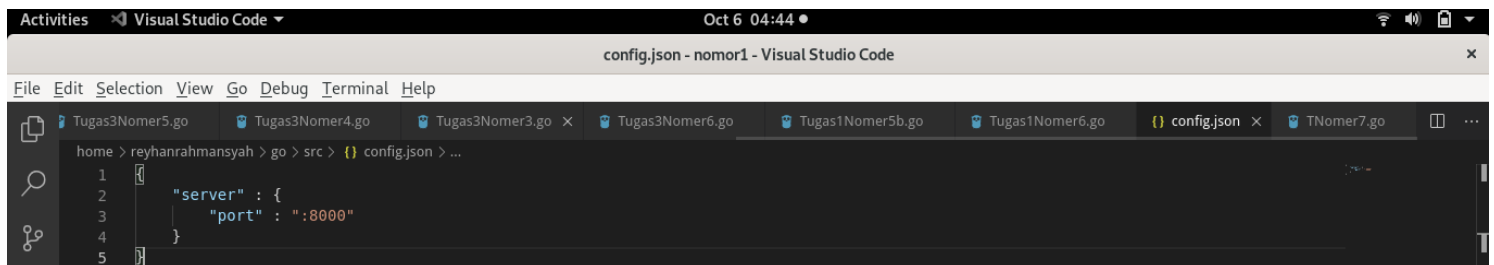 Activities Visual Studio Code Oct 6 04:44
config.json - nomor1 - Visual Studio Code ×
File Edit Selection View Go Debug Terminal Help
Tugas3Nomer5.go Tugas3Nomer4.go Tugas3Nomer3.go × Tugas3Nomer6.go Tugas1Nomer5b.go Tugas1Nomer6.go {} config.json × TNomer7.go ...
home > reyhanrahmansyah > go > src > {} config.json > ...
1 {
2 "server" : {
3 "port" : ":8000"
4 }
5 }